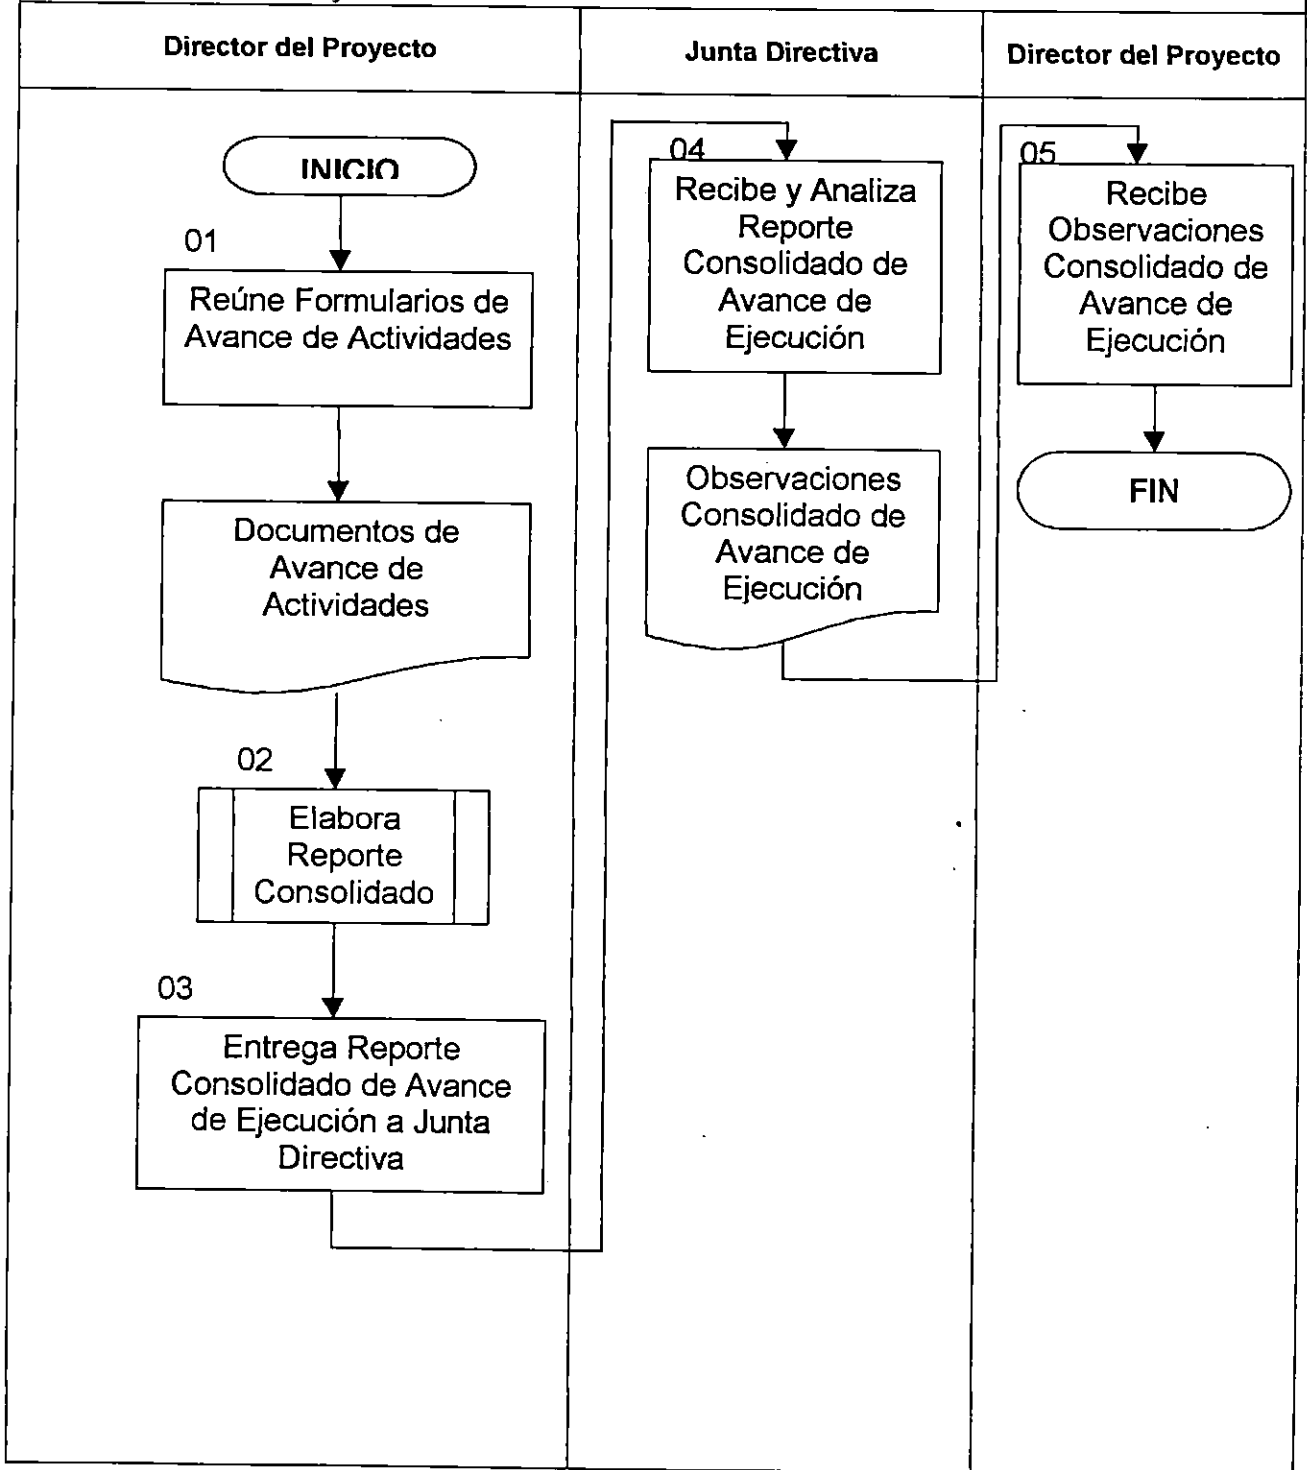 Director del Proyecto
Junta Directiva
Director del Proyecto
INICIO
01
Reúne Formularios de
Avance de Actividades
Documentos de
Avance de
Actividades
02
Elabora
Reporte
Consolidado
03
Entrega Reporte
Consolidado de Avance
de Ejecución a Junta
Directiva
04
Recibe y Analiza
Reporte
Consolidado de
Avance de
Ejecución
Observaciones
Consolidado de
Avance de
Ejecución
05
Recibe
Observaciones
Consolidado de
Avance de
Ejecución
FIN